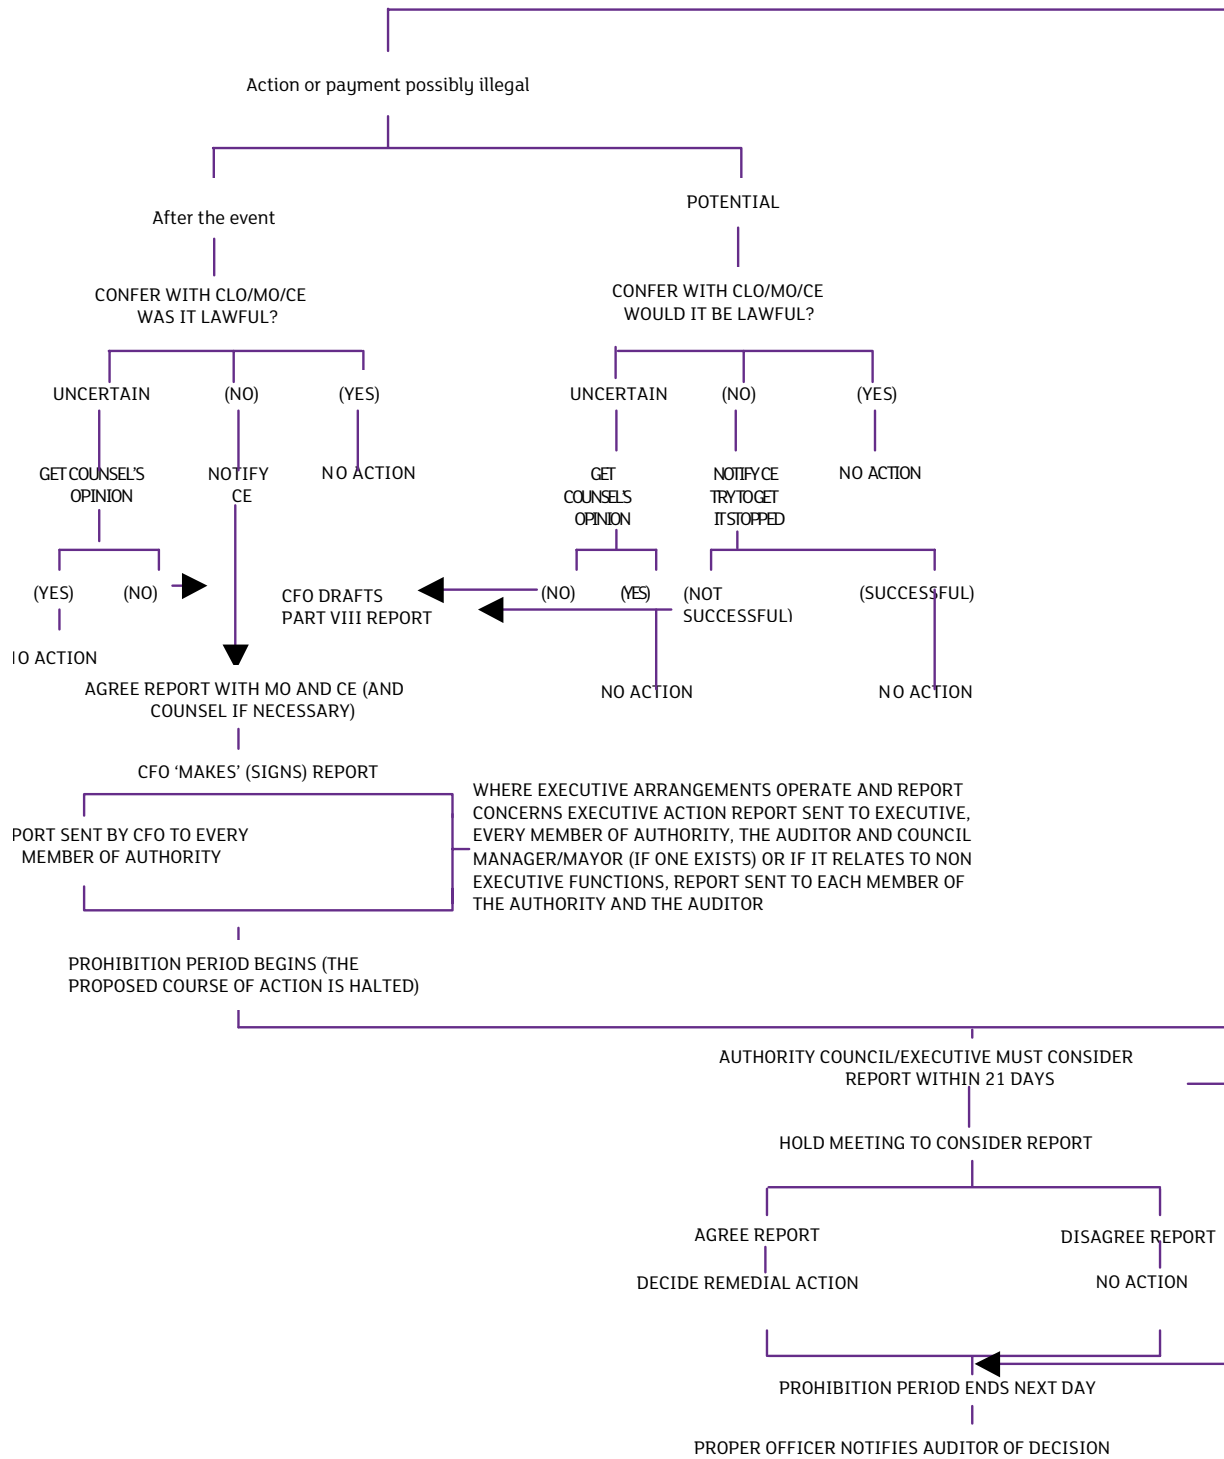 Action or payment possibly illegal
After the event
POTENTIAL
CONFER WITH CLO/MO/CE
WAS IT LAWFUL?
CONFER WITH CLO/MO/CE
WOULD IT BE LAWFUL?
UNCERTAIN
(NO)
(YES)
UNCERTAIN
(NO)
(YES)
GET COUNSEL'S
OPINION
NOTIFY
CE
NO ACTION
GET
COUNSEL'S
OPINION
NOTIFY CE
TRY TO GET
IT STOPPED
NO ACTION
(YES)
(NO)
CFO DRAFTS
PART VIII REPORT
(NO)
(YES)
(NOT
SUCCESSFUL)
(SUCCESSFUL)
ACTION
AGREE REPORT WITH MO AND CE (AND
COUNSEL IF NECESSARY)
NO ACTION
NO ACTION
CFO ‘MAKES’ (SIGNS) REPORT
SENT BY CFO TO EVERY
MEMBER OF AUTHORITY
WHERE EXECUTIVE ARRANGEMENTS OPERATE AND REPORT
CONCERNS EXECUTIVE ACTION REPORT SENT TO EXECUTIVE,
EVERY MEMBER OF AUTHORITY, THE AUDITOR AND COUNCIL
MANAGER/MAYOR (IF ONE EXISTS) OR IF IT RELATES TO NON
EXECUTIVE FUNCTIONS, REPORT SENT TO EACH MEMBER OF
THE AUTHORITY AND THE AUDITOR
PROHIBITION PERIOD BEGINS (THE
PROPOSED COURSE OF ACTION IS HALTED)
AUTHORITY COUNCIL/EXECUTIVE MUST CONSIDER
REPORT WITHIN 21 DAYS
HOLD MEETING TO CONSIDER REPORT
AGREE REPORT
DISAGREE REPORT
DECIDE REMEDIAL ACTION
NO ACTION
PROHIBITION PERIOD ENDS NEXT DAY
PROPER OFFICER NOTIFIES AUDITOR OF DECISION